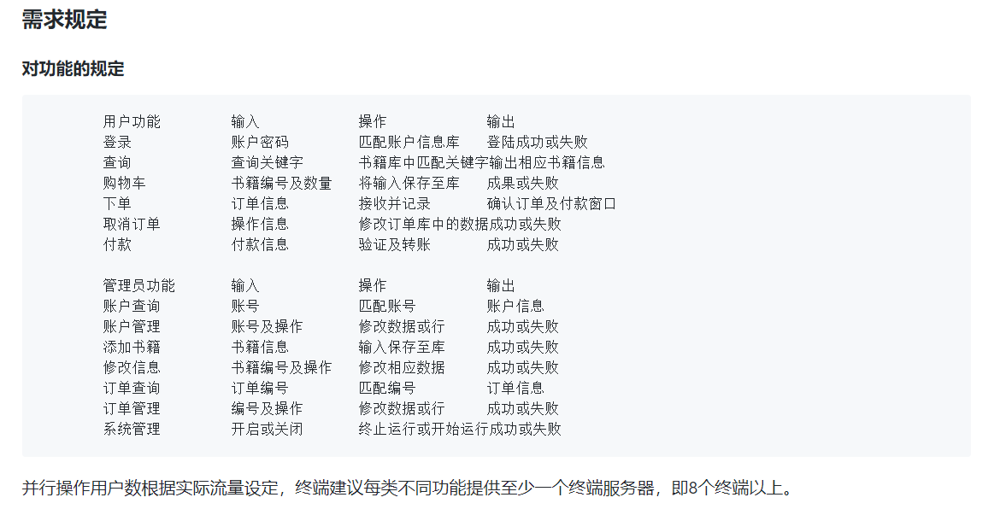 需求规定
对功能的规定
用户功能 输入 操作 输出
登录 账户密码 匹配账户信息库 登陆成功或失败
查询 查询关键字 书籍库中匹配关键字输出相应书籍信息
购物车 书籍编号及数量 将输入保存至库 成果或失败
下单 订单信息 接收并记录 确认订单及付款窗口
取消订单 操作信息 修改订单库中的数据成功或失败
付款 付款信息 验证及转账 成功或失败
管理员功能 输入 操作 输出
账户查询 账号 匹配账号 账户信息
账户管理 账号及操作 修改数据或行 成功或失败
添加书籍 书籍信息 输入保存至库 成功或失败
修改信息 书籍编号及操作 修改相应数据 成功或失败
订单查询 订单编号 匹配编号 订单信息
订单管理 编号及操作 修改数据或行 成功或失败
系统管理 开启或关闭 终止运行或开始运行成功或失败
并行操作用户数根据实际流量设定，终端建议每类不同功能提供至少一个终端服务器，即8个终端以上。